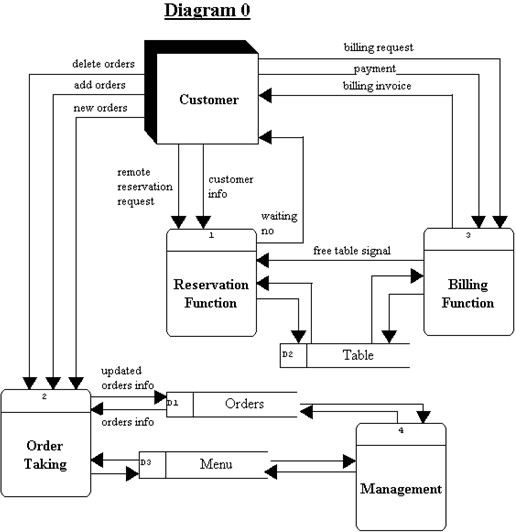 Diagram 0
billing request
delete orders
payment
add orders
billing invoice
Customer
new orders
remote
reservation
request
customer
info
waiting
no
1
3
free table signal
Reservation
Function
Billing
Function
D2
Table
updated
orders info
2
D1
Orders
orders info
4
Order
Taking
D3
Menu
Management